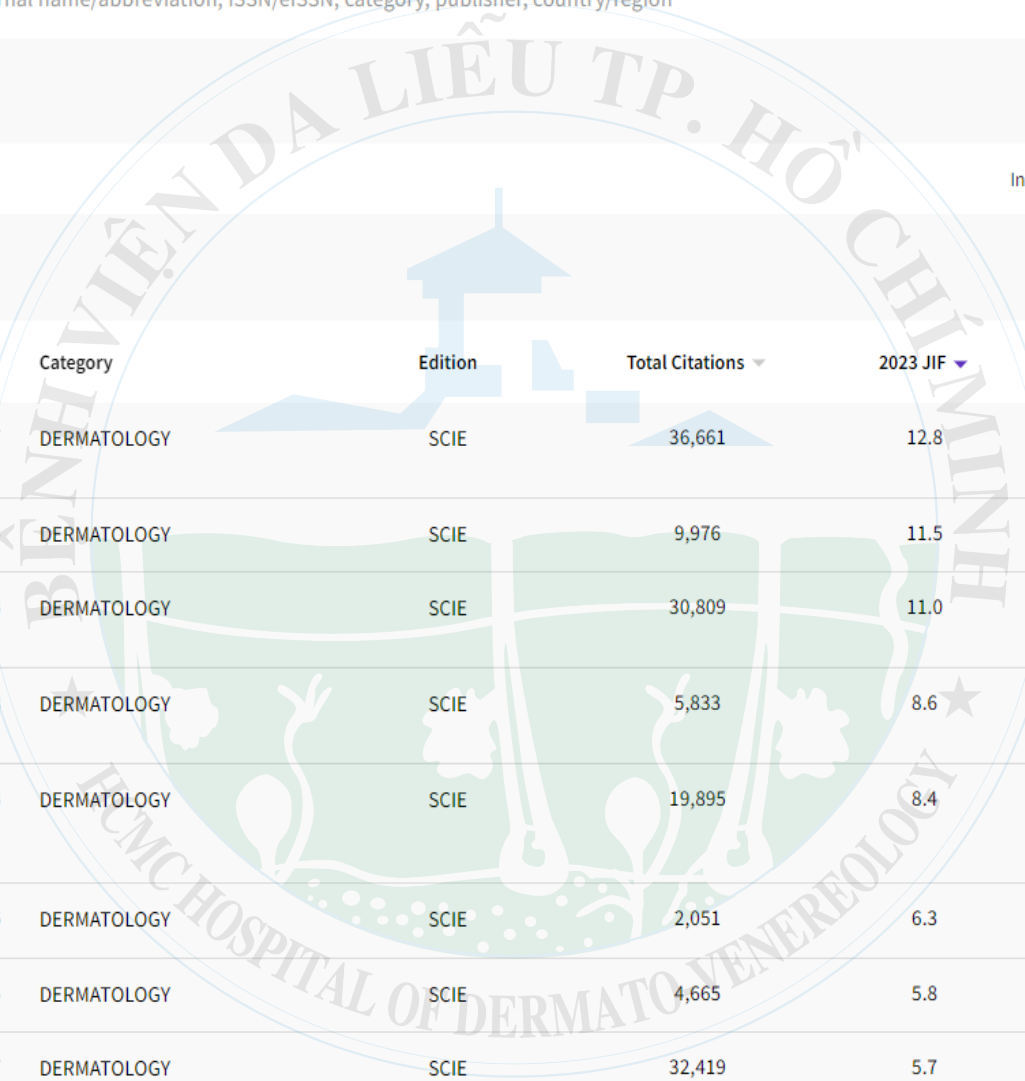 nal name/abbreviation, ISSN/eISSN, category, publisher, country/region
BỆNH VIỆN DA LIỄU TP. HỒ CHÍ MINH
In
Category Edition Total Citations 2023 JIF
DERMATOLOGY SCIE 36,661 12.8
DERMATOLOGY SCIE 9,976 11.5
DERMATOLOGY SCIE 30,809 11.0
DERMATOLOGY SCIE 5,833 8.6
DERMATOLOGY SCIE 19,895 8.4
DERMATOLOGY SCIE 2,051 6.3
DERMATOLOGY SCIE 4,665 5.8
DERMATOLOGY SCIE 32,419 5.7
HCMC HOSPITAL OF DERMATO VENEREOLOGY